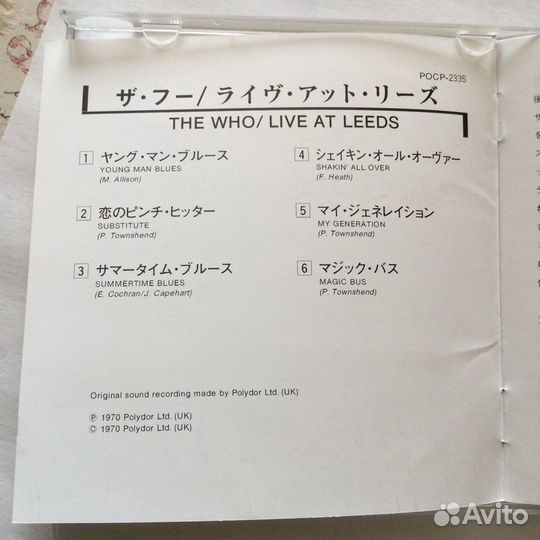 POCP-2335
ザ・フー/ライヴ・アット・リーズ
THE WHO/LIVE AT LEEDS
1 ヤング・マン・ブルース
YOUNG MAN BLUES
(M. Allison)
2 恋のピンチ・ヒッター
SUBSTITUTE
(P. Townshend)
3 サマータイム・ブルース
SUMMERTIME BLUES
(E. Cochran/J. Capehart)
4 シェイキン・オール・オーヴァー
SHAKIN' ALL OVER
(F. Heath)
5 マイ・ジェネレイション
MY GENERATION
(P. Townshend)
6 マジック・バス
MAGIC BUS
(P. Townshend)
Original sound recording made by Polydor Ltd. (UK)
Ⓟ 1970 Polydor Ltd. (UK)
© 1970 Polydor Ltd. (UK)
Avito